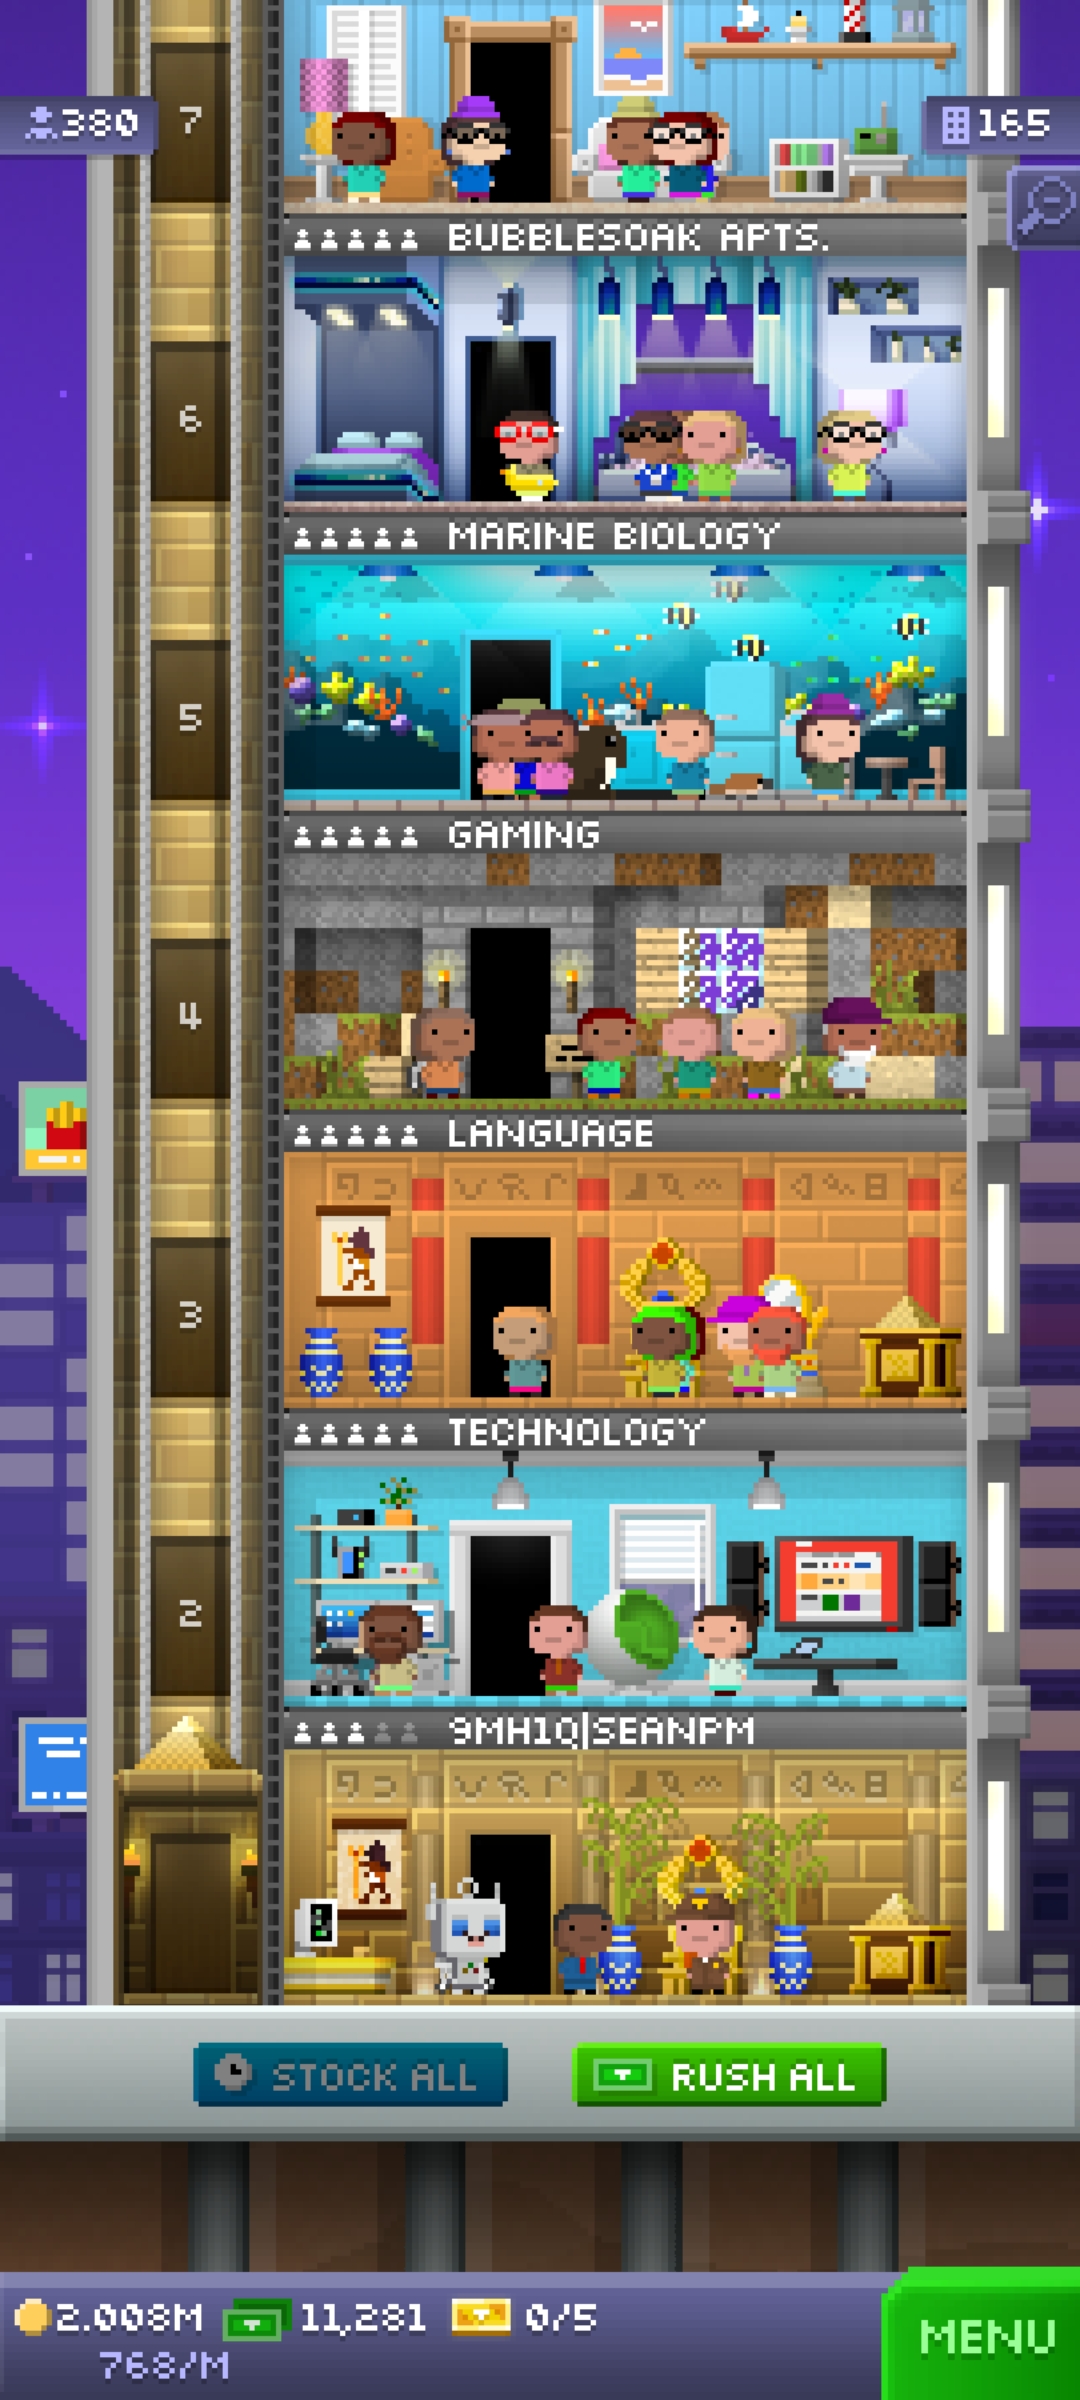 380
7
165
BUBBLESOAK APTS.
6
MARINE BIOLOGY
5
GAMING
4
LANGUAGE
3
TECHNOLOGY
2
9MH1Q|SEANPM
STOCK ALL
RUSH ALL
2.008M
11,281
0/5
768/M
MENU